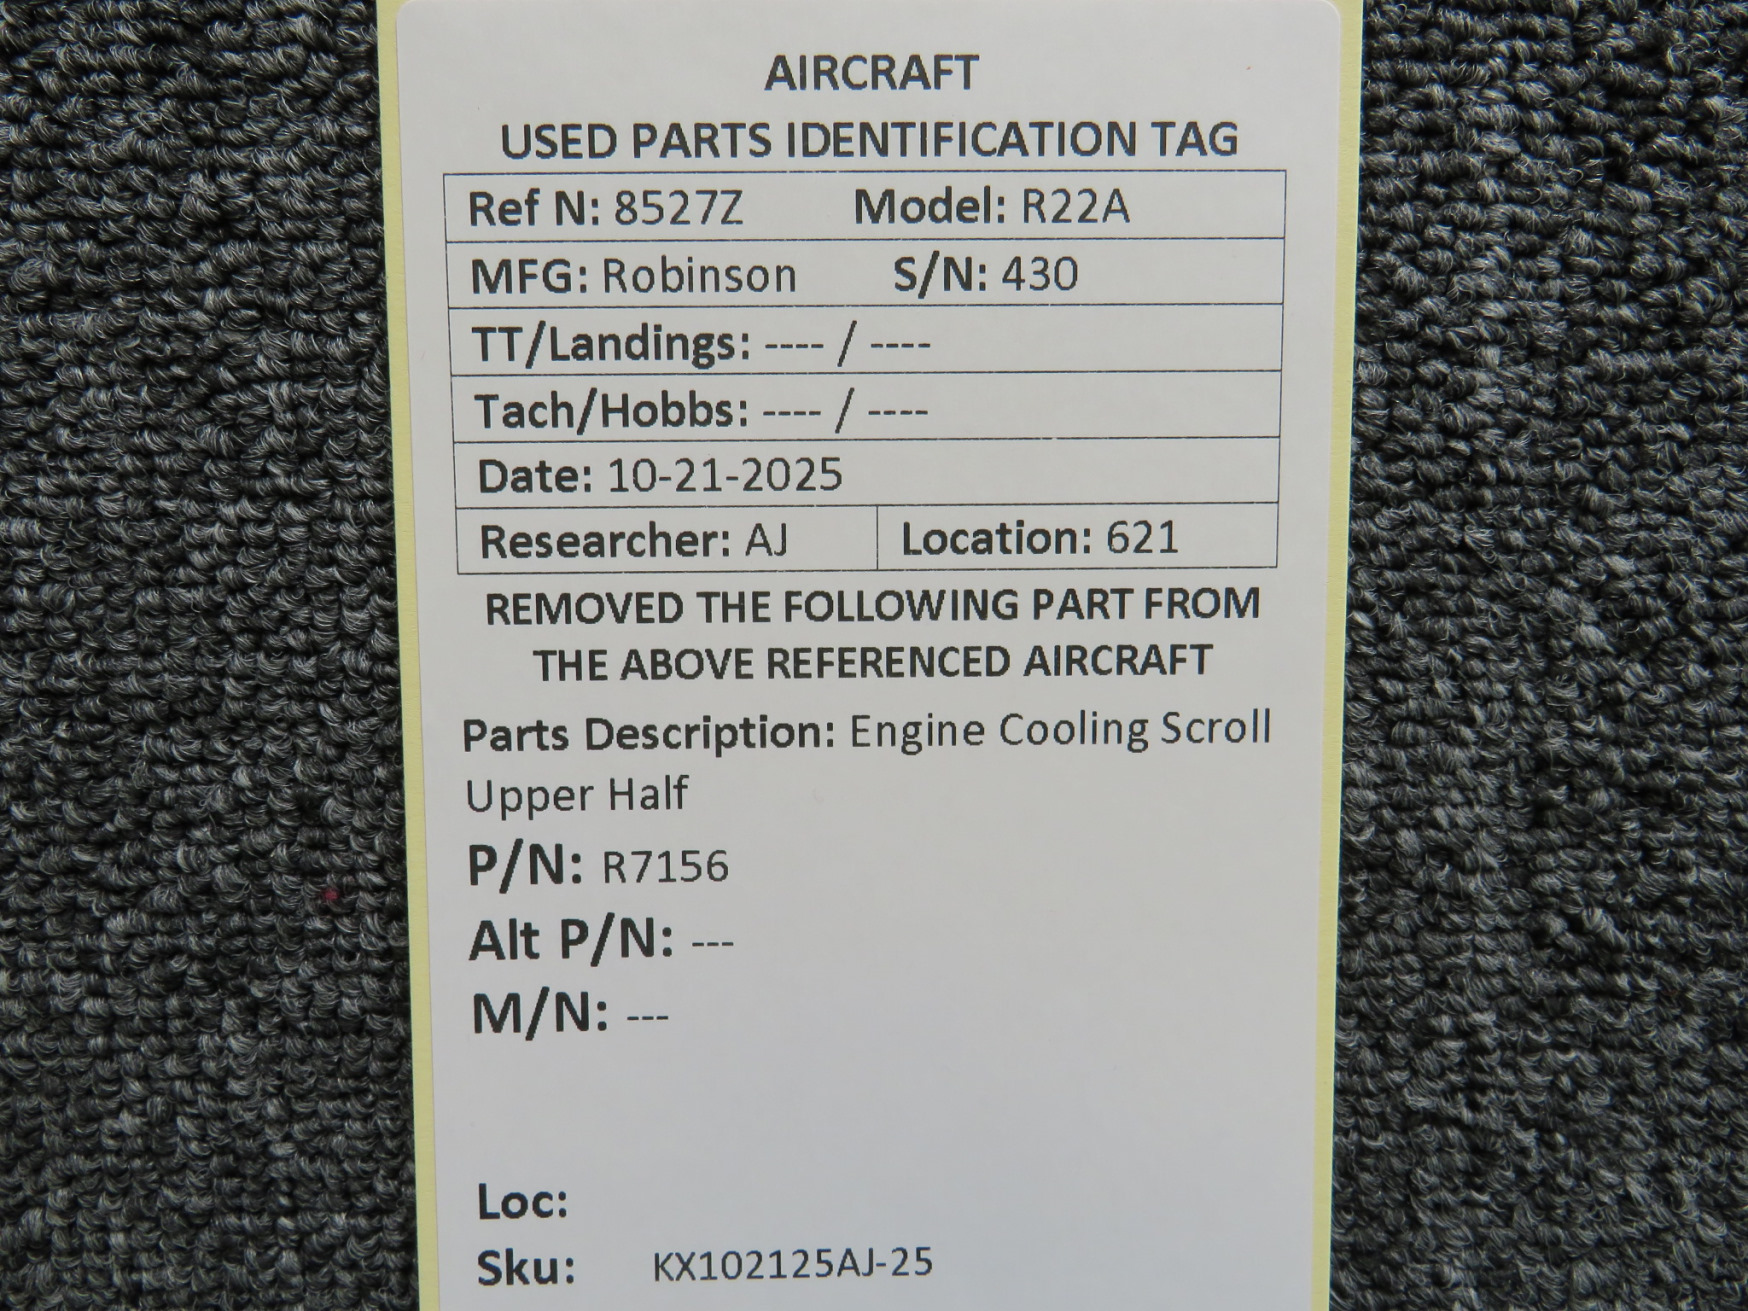 AIRCRAFT
USED PARTS IDENTIFICATION TAG
Ref N: 8527Z Model: R22A
MFG: Robinson S/N: 430
TT/Landings: ---- / ----
Tach/Hobbs: ---- / ----
Date: 10-21-2025
Researcher: AJ Location: 621
REMOVED THE FOLLOWING PART FROM
THE ABOVE REFERENCED AIRCRAFT
Parts Description: Engine Cooling Scroll
Upper Half
P/N: R7156
Alt P/N: ---
M/N: ---
Loc:
Sku: KX102125AJ-25